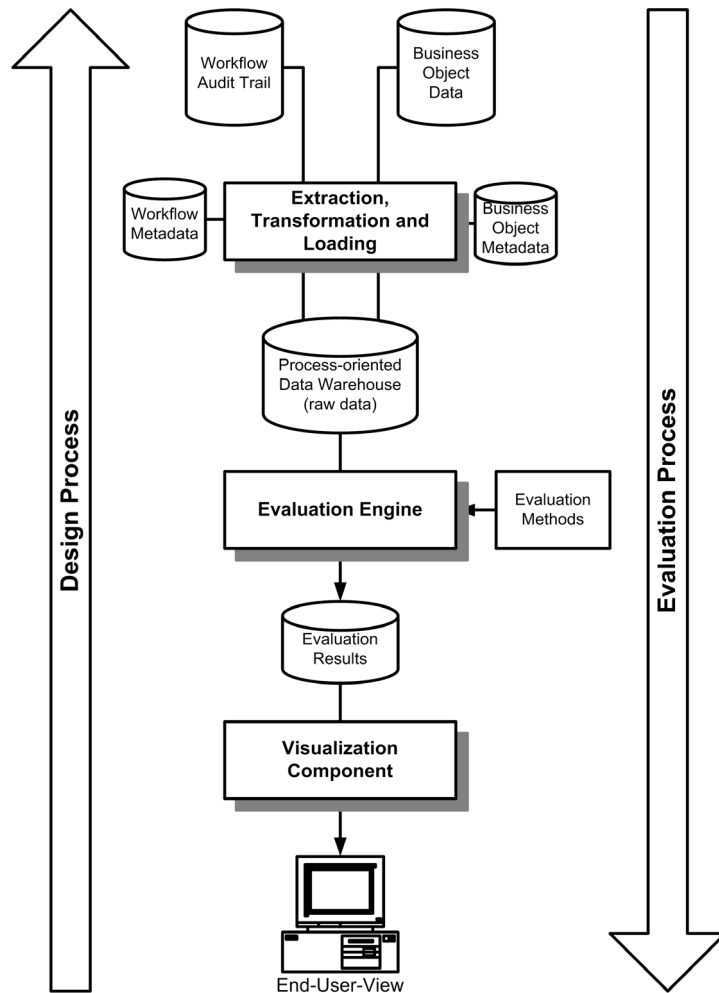 Workflow
Audit Trail
Business
Object
Data
Workflow
Metadata
Extraction,
Transformation and
Loading
Business
Object
Metadata
Process-oriented
Data Warehouse
(raw data)
Evaluation Engine
Evaluation
Methods
Evaluation
Results
Visualization
Component
End-User-View
Design Process
Evaluation Process